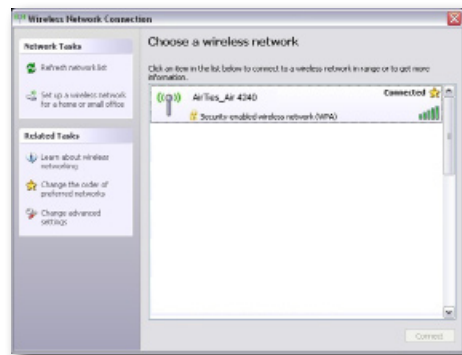 Wireless Network Connection
Network Tasks
Refresh network list
Set up a wireless network
for a home or small office
Related Tasks
Learn about wireless
networking
Change the order of
preferred networks
Change advanced
settings
Choose a wireless network
Click an item in the list below to connect to a wireless network in range or to get more
information.
AirTies_Air 4240
Connected
Security-enabled wireless network (WPA)
Connect